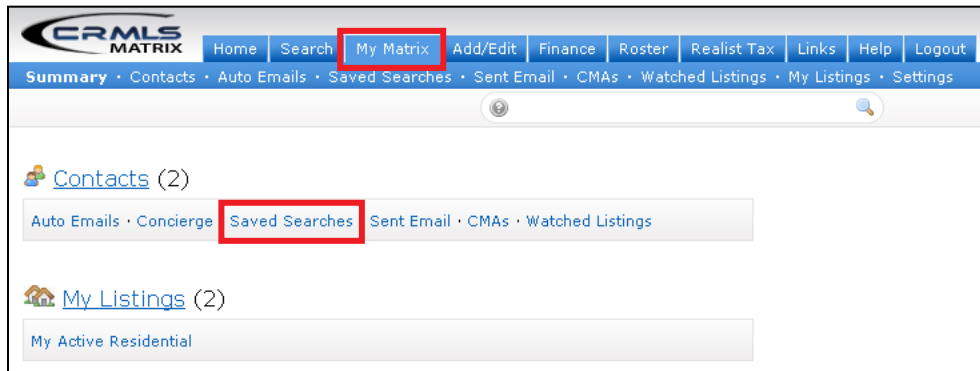 CRMLS
MATRIX
Home Search My Matrix Add/Edit Finance Roster Realist Tax Links Help Logout
Summary · Contacts · Auto Emails · Saved Searches · Sent Email · CMAs · Watched Listings · My Listings · Settings
?
Contacts (2)
Auto Emails · Concierge Saved Searches Sent Email · CMAs · Watched Listings
My Listings (2)
My Active Residential